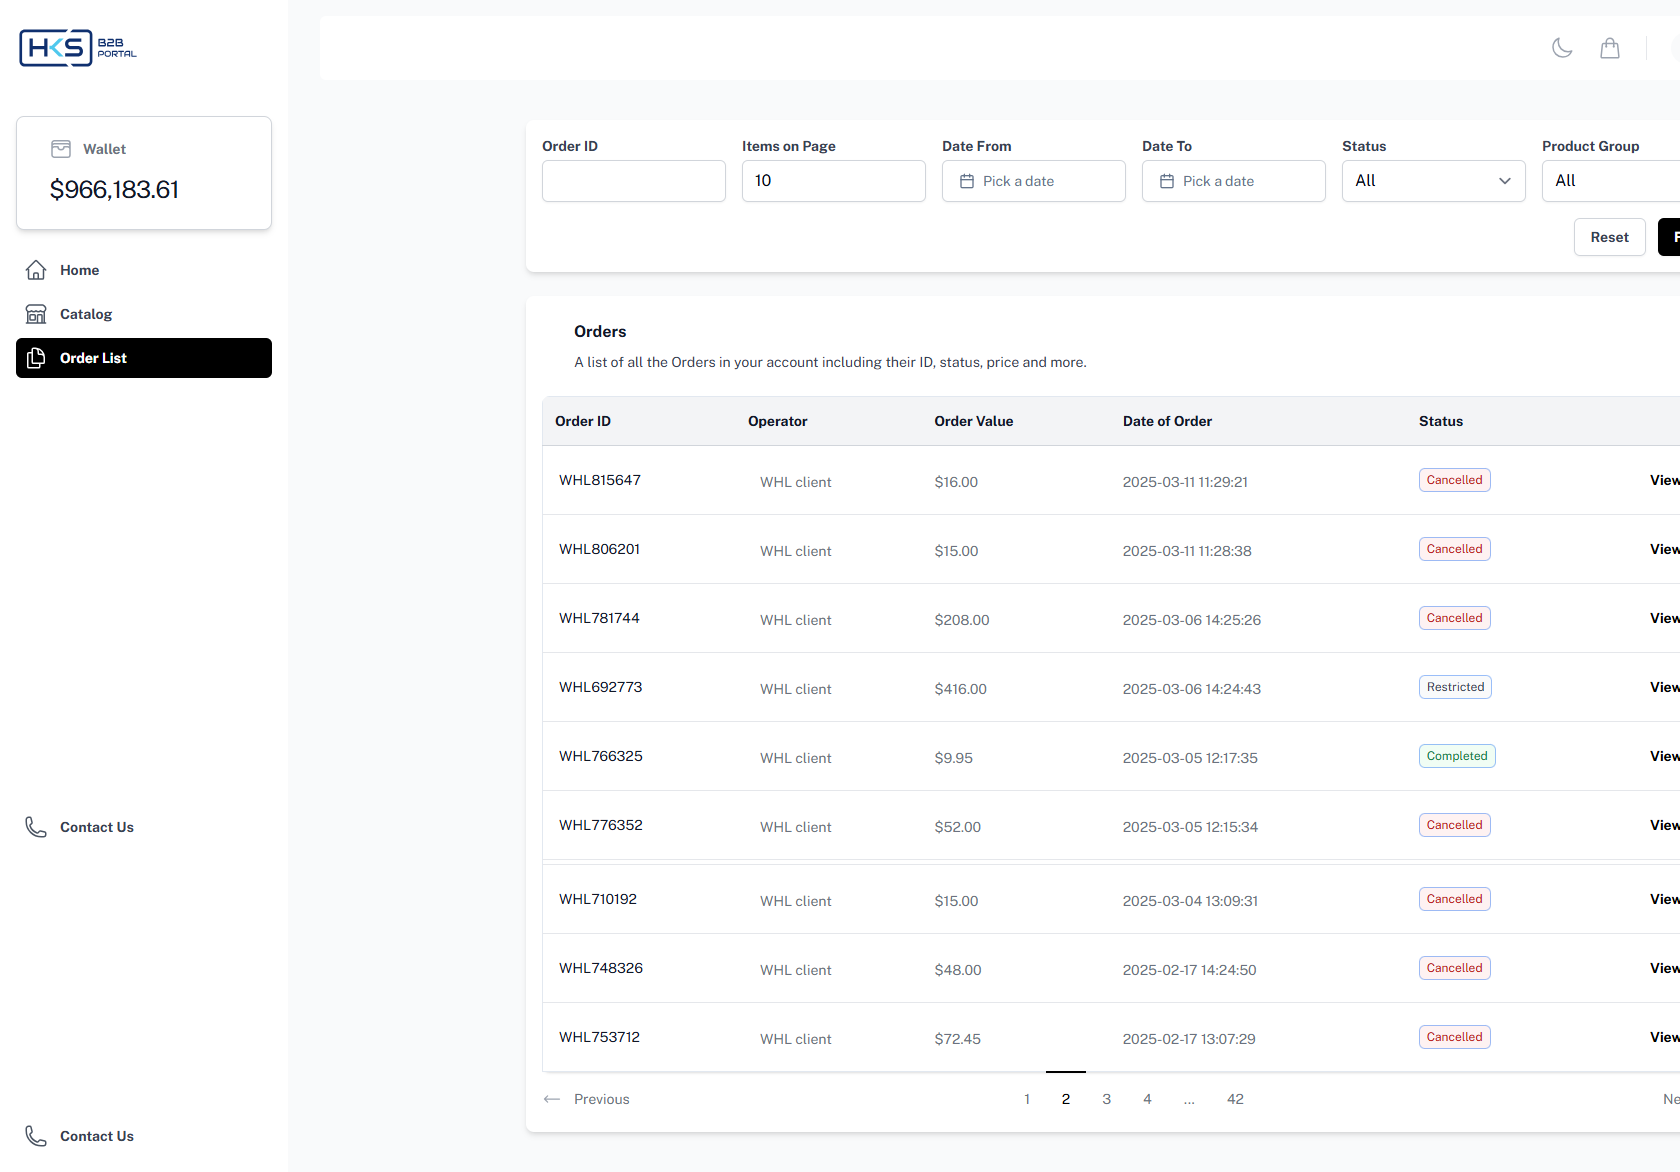 HKS B2B PORTAL
Wallet
$966,183.61
Home
Catalog
Order List
Contact Us
Contact Us
Order ID Items on Page Date From Date To Status Product Group
10 Pick a date Pick a date All All
Reset F
Orders
A list of all the Orders in your account including their ID, status, price and more.
Order ID Operator Order Value Date of Order Status
WHL815647 WHL client $16.00 2025-03-11 11:29:21 Cancelled View
WHL806201 WHL client $15.00 2025-03-11 11:28:38 Cancelled View
WHL781744 WHL client $208.00 2025-03-06 14:25:26 Cancelled View
WHL692773 WHL client $416.00 2025-03-06 14:24:43 Restricted View
WHL766325 WHL client $9.95 2025-03-05 12:17:35 Completed View
WHL776352 WHL client $52.00 2025-03-05 12:15:34 Cancelled View
WHL710192 WHL client $15.00 2025-03-04 13:09:31 Cancelled View
WHL748326 WHL client $48.00 2025-02-17 14:24:50 Cancelled View
WHL753712 WHL client $72.45 2025-02-17 13:07:29 Cancelled View
Previous 1 2 3 4 ... 42 Ne